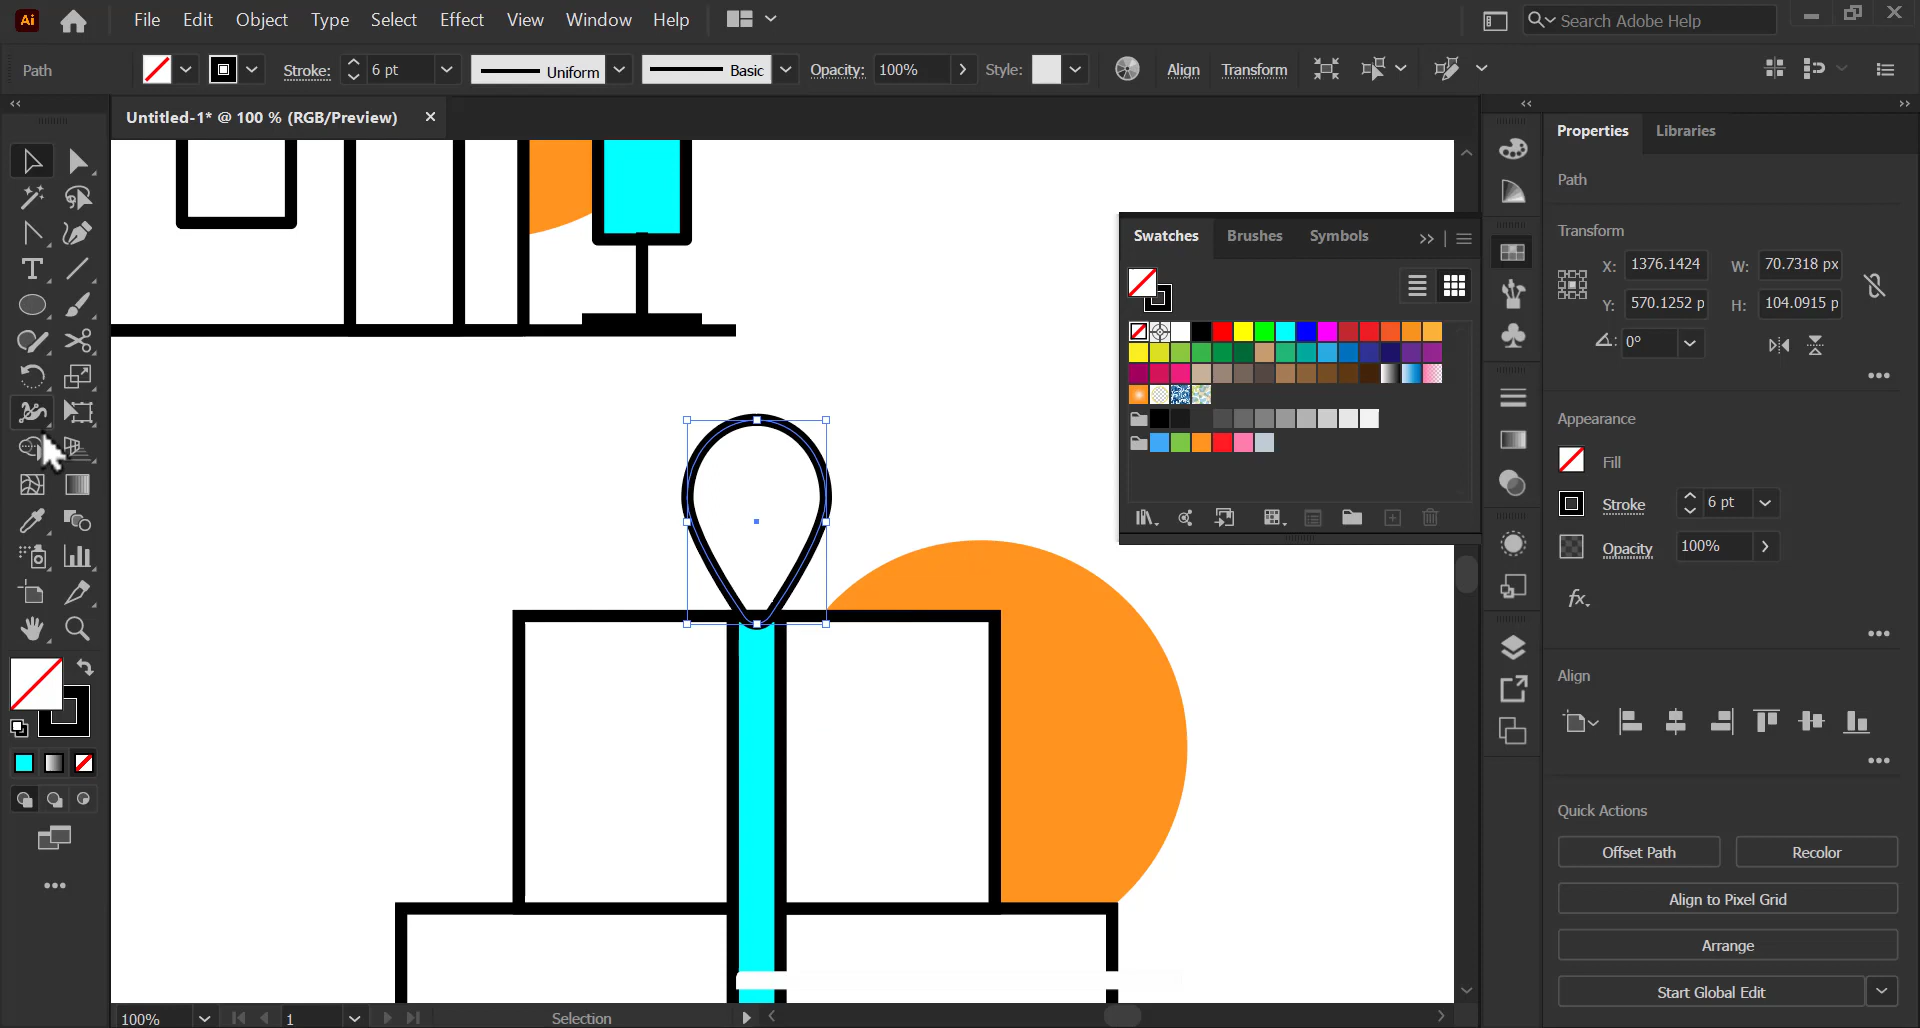 Ai File Edit Object Type Select Effect View Window Help Search Adobe Help
Path Stroke: 6 pt Uniform Basic Opacity: 100% Style: Align Transform
Untitled-1* @ 100 % (RGB/Preview)
Properties Libraries
Path
Transform
X: 1376.1424 W: 70.7318 px
Y: 570.1252 p H: 104.0915 p
0°
Swatches Brushes Symbols
Appearance
Fill
Stroke 6 pt
Opacity 100%
fx.
Align
Quick Actions
Offset Path Recolor
Align to Pixel Grid
Arrange
Start Global Edit
100% 1 Selection